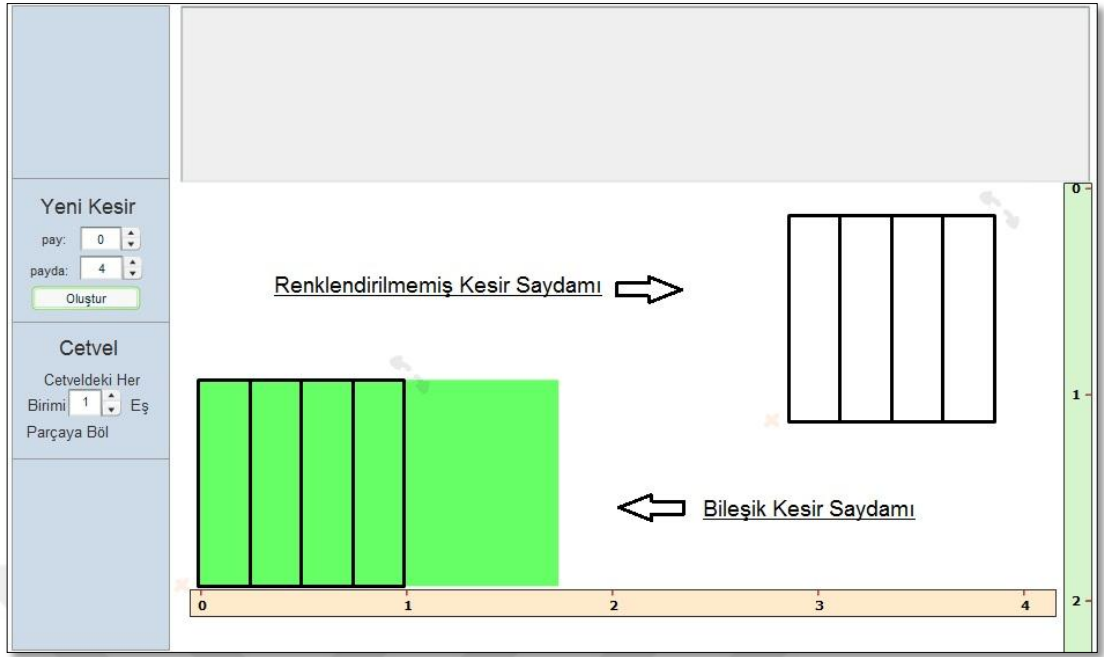 Yeni Kesir
pay: 0
payda: 4
Oluştur
Cetvel
Cetveldeki Her
Birimi 1 Eş
Parçaya Böl
Renklendirilmemiş Kesir Saydamı
Bileşik Kesir Saydamı
0
1
2
0 1 2 3 4